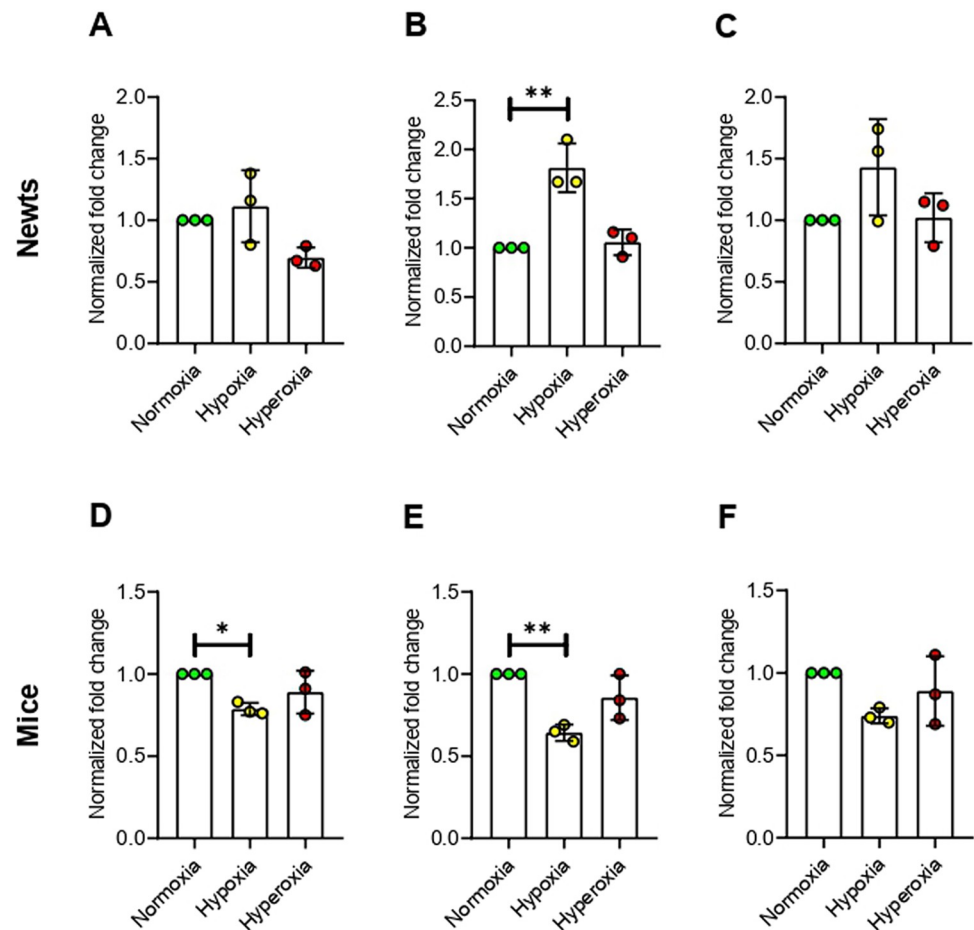 A
B
C
Newts
Normalized fold change
2.0
1.5
1.0
0.5
0.0
Normoxia
Hypoxia
Hyperoxia
Normalized fold change
2.5
2.0
1.5
1.0
0.5
0.0
**
Normoxia
Hypoxia
Hyperoxia
Normalized fold change
2.0
1.5
1.0
0.5
0.0
Normoxia
Hypoxia
Hyperoxia
D
E
F
Mice
Normalized fold change
1.5
1.0
0.5
0.0
*
Normoxia
Hypoxia
Hyperoxia
Normalized fold change
1.5
1.0
0.5
0.0
**
Normoxia
Hypoxia
Hyperoxia
Normalized fold change
1.5
1.0
0.5
0.0
Normoxia
Hypoxia
Hyperoxia